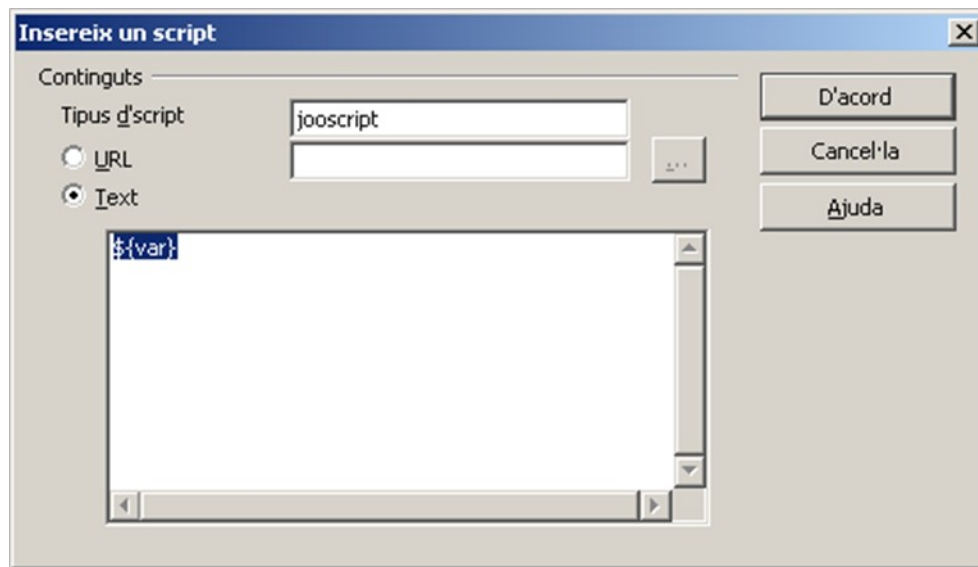 Insereix un script
Continguts
Tipus d'script
jooscript
URL
...
Text
${var}
D'acord
Cancel·la
Ajuda